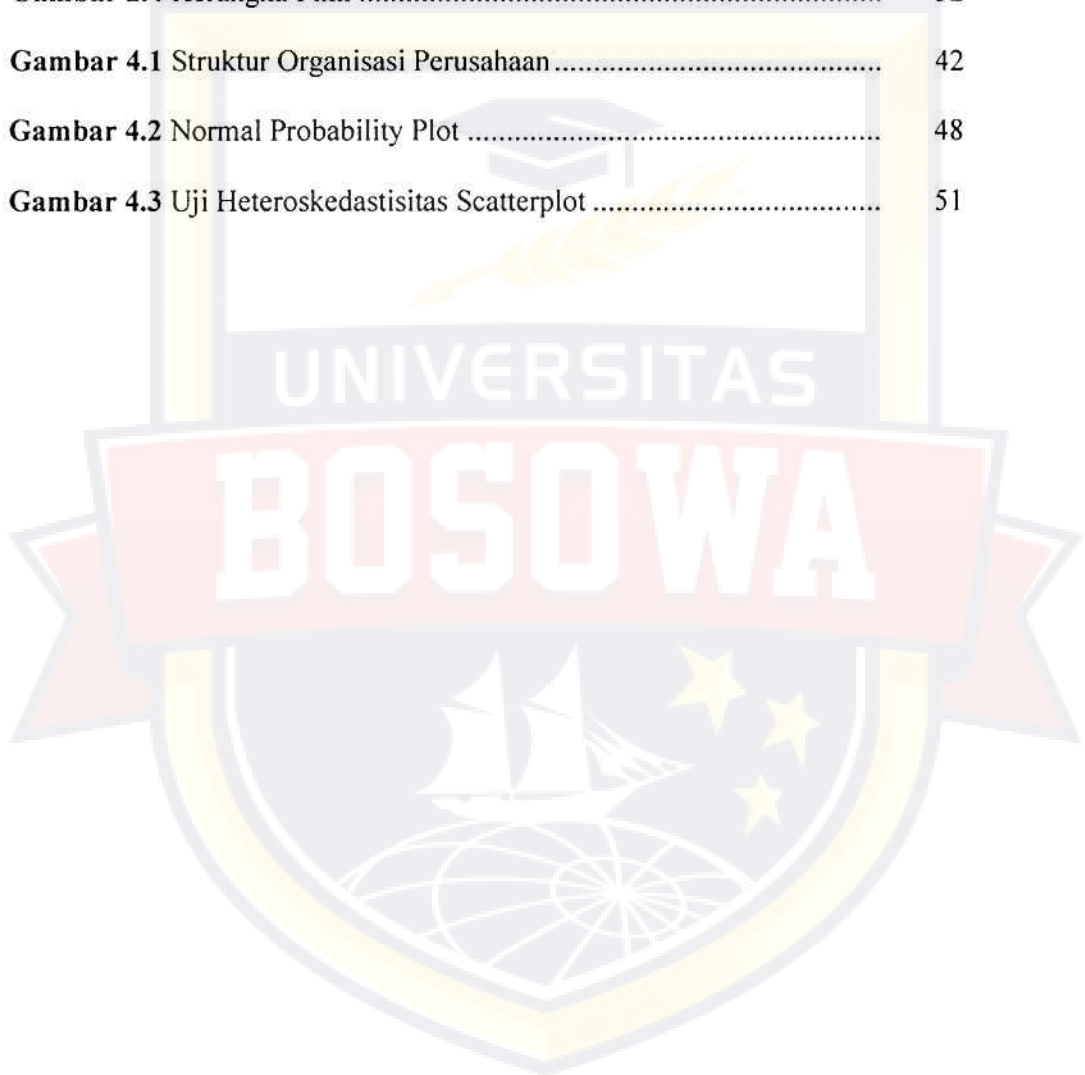 Gambar 4.1 Struktur Organisasi Perusahaan .......................................... 42
Gambar 4.2 Normal Probability Plot ..................................................... 48
Gambar 4.3 Uji Heteroskedastisitas Scatterplot ..................................... 51
UNIVERSITAS
BOSOWA